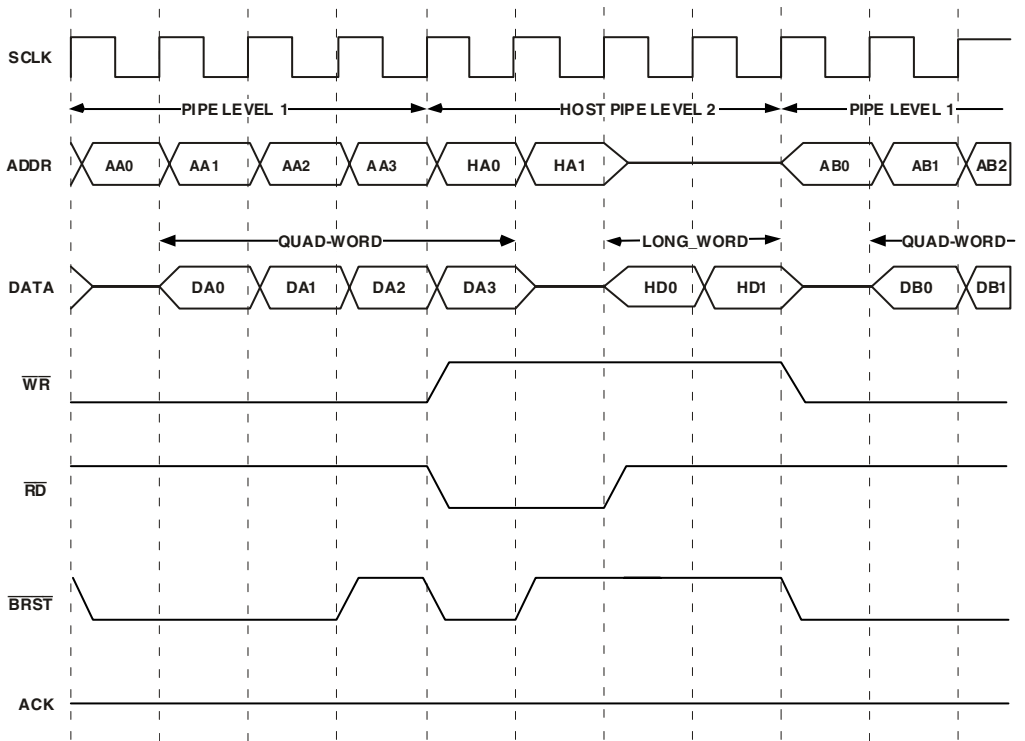 SCLK
PIPE LEVEL 1 HOST PIPE LEVEL 2 PIPE LEVEL 1
ADDR AA0 AA1 AA2 AA3 HA0 HA1 AB0 AB1 AB2
QUAD-WORD LONG_WORD QUAD-WORD
DATA DA0 DA1 DA2 DA3 HD0 HD1 DB0 DB1
WR
RD
BRST
ACK